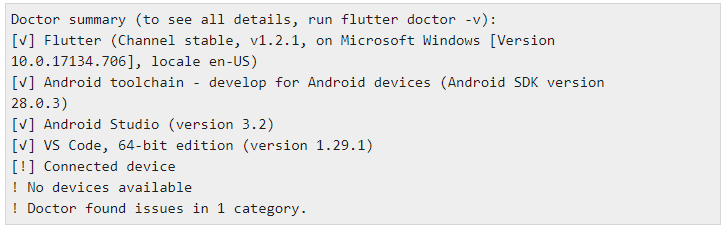 Doctor summary (to see all details, run flutter doctor -v):
[√] Flutter (Channel stable, v1.2.1, on Microsoft Windows [Version
10.0.17134.706], locale en-US)
[√] Android toolchain - develop for Android devices (Android SDK version
28.0.3)
[√] Android Studio (version 3.2)
[√] VS Code, 64-bit edition (version 1.29.1)
[!] Connected device
! No devices available
! Doctor found issues in 1 category.